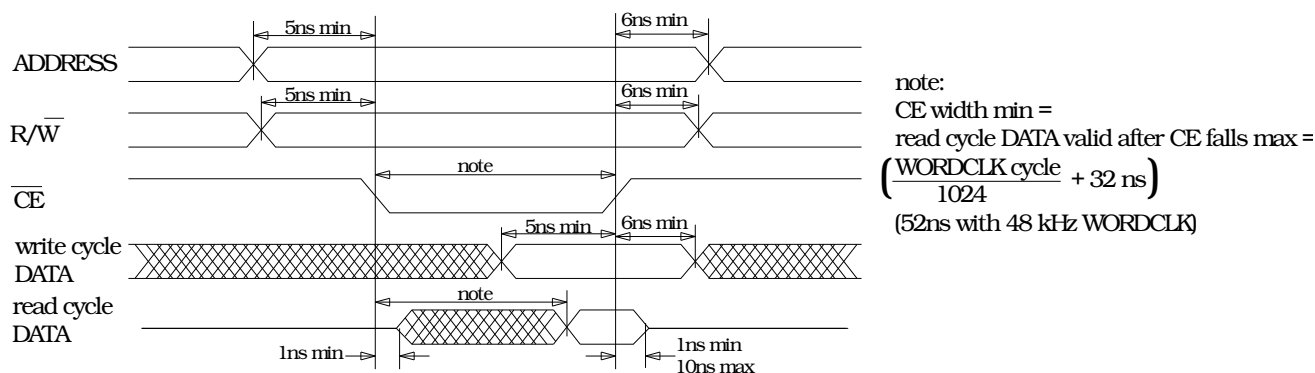 5ns min
6ns min
ADDRESS
5ns min
6ns min
R/W
note
CE
5ns min
6ns min
write cycle
DATA
note
read cycle
DATA
1ns min
1ns min
10ns max
note:
CE width min =
read cycle DATA valid after CE falls max =
(WORDCLK cycle
1024
+ 32 ns)
(52ns with 48 kHz WORDCLK)